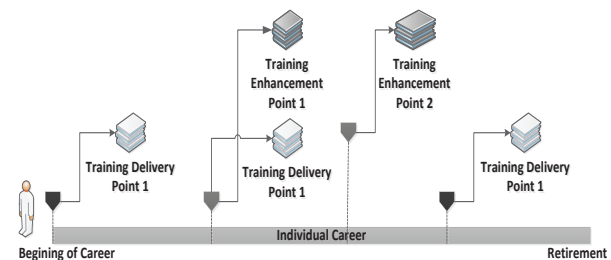 Training
Enhancement
Point 1
Training
Enhancement
Point 2
Training Delivery
Point 1
Training Delivery
Point 1
Training Delivery
Point 1
Individual Career
Begining of Career
Retirement